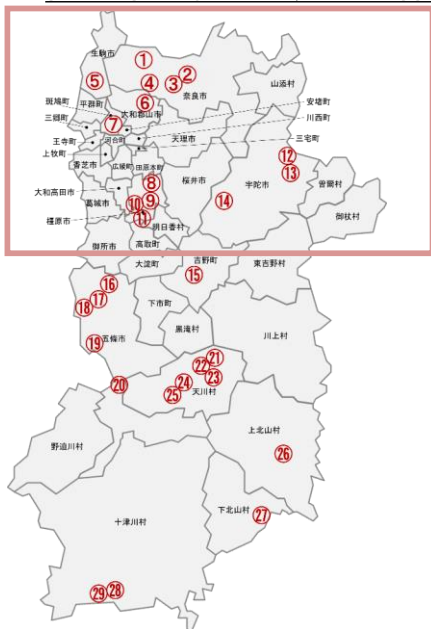 生駒市
①
⑤
④
③
②
奈良市
山添村
斑鳩町
平群町
⑥
安堵町
三郷町
大和郡山市
川西町
⑦
王寺町
河合町
天理市
三宅町
上牧町
香芝市
広陵町
田原本町
桜井市
⑫
⑬
宇陀市
曽爾村
大和高田市
⑧
葛城市
⑩
⑨
⑭
御杖村
橿原市
⑪
明日香村
御所市
高取町
大淀町
吉野町
東吉野村
⑮
⑯
⑰
⑱
下市町
黒滝村
川上村
⑲
五條市
㉑
㉒
㉓
⑳
㉔
㉕
天川村
上北山村
野迫川村
㉖
下北山村
㉗
十津川村
㉙
㉘